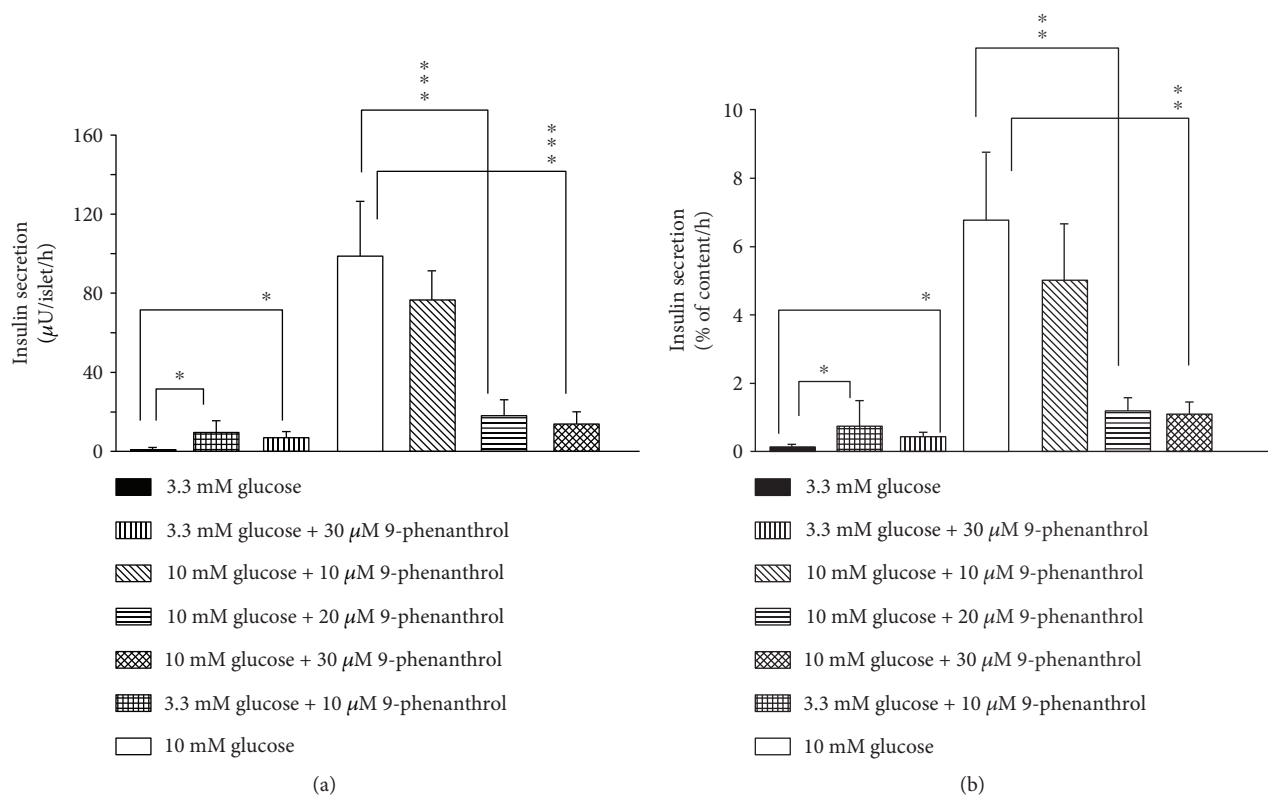 Insulin secretion
(μU/islet/h)
160
120
80
40
0
*
*
* * *
* * *
3.3 mM glucose
3.3 mM glucose + 30 μM 9-phenanthrol
10 mM glucose + 10 μM 9-phenanthrol
10 mM glucose + 20 μM 9-phenanthrol
10 mM glucose + 30 μM 9-phenanthrol
3.3 mM glucose + 10 μM 9-phenanthrol
10 mM glucose
(a)
Insulin secretion
(% of content/h)
10
8
6
4
2
0
*
*
* *
* *
3.3 mM glucose
3.3 mM glucose + 30 μM 9-phenanthrol
10 mM glucose + 10 μM 9-phenanthrol
10 mM glucose + 20 μM 9-phenanthrol
10 mM glucose + 30 μM 9-phenanthrol
3.3 mM glucose + 10 μM 9-phenanthrol
10 mM glucose
(b)